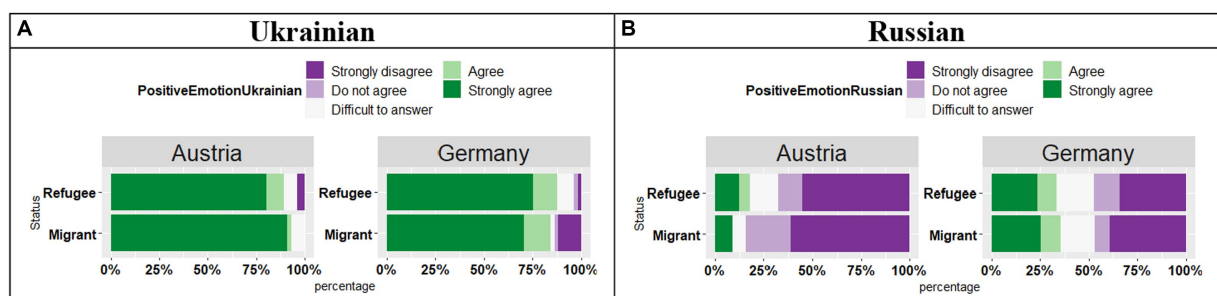 A Ukrainian
PositiveEmotionUkrainian
Strongly disagree Agree
Do not agree Strongly agree
Difficult to answer
Austria Germany
Status
Refugee Refugee
Migrant Migrant
0% 25% 50% 75% 100% 0% 25% 50% 75% 100%
percentage
B Russian
PositiveEmotionRussian
Strongly disagree Agree
Do not agree Strongly agree
Difficult to answer
Austria Germany
Status
Refugee Refugee
Migrant Migrant
0% 25% 50% 75% 100% 0% 25% 50% 75% 100%
percentage